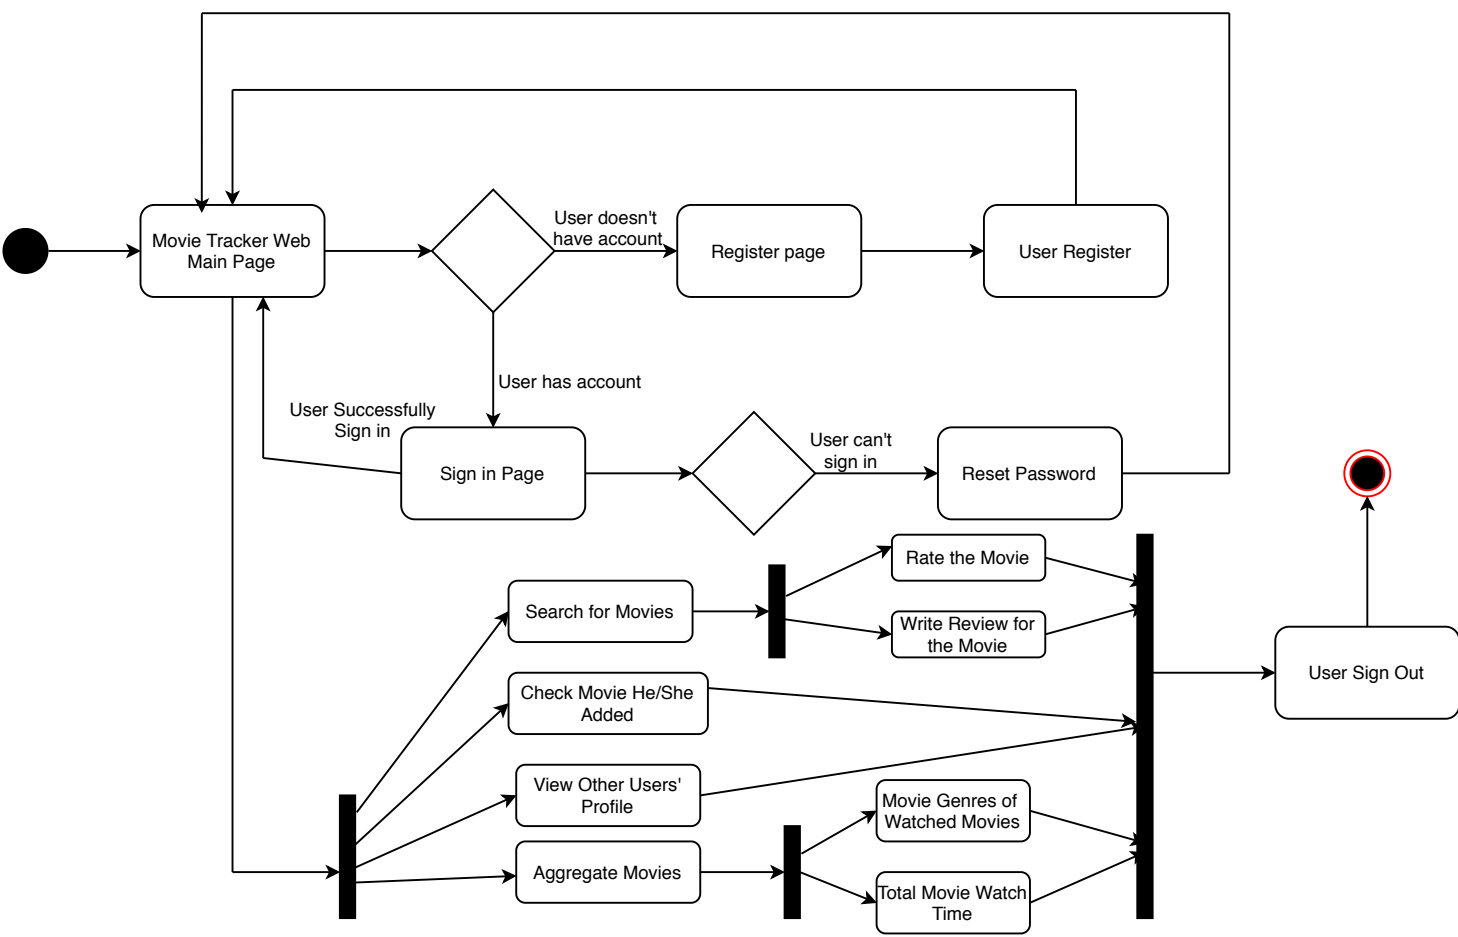 User doesn't
have account
Movie Tracker Web
Main Page
Register page
User Register
User has account
User Successfully
Sign in
User can't
sign in
Sign in Page
Reset Password
Rate the Movie
Search for Movies
Write Review for
the Movie
Check Movie He/She
Added
User Sign Out
View Other Users'
Profile
Movie Genres of
Watched Movies
Aggregate Movies
Total Movie Watch
Time